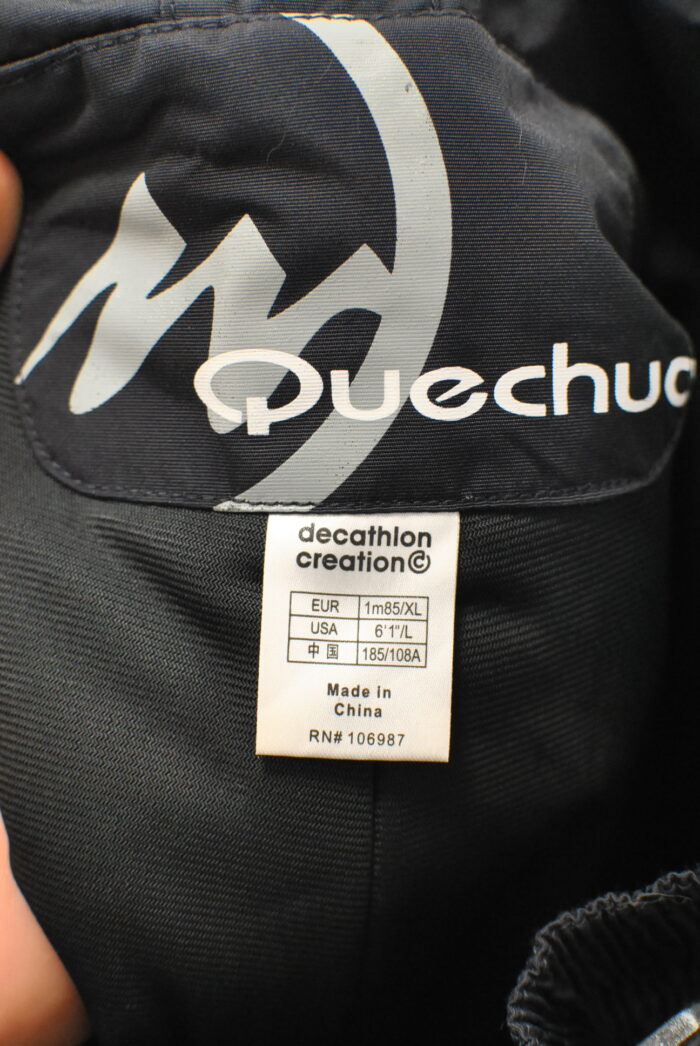 Quechua
decathlon
creation©
EUR 1m85/XL
USA 6'1"/L
中国 185/108A
Made in
China
RN# 106987